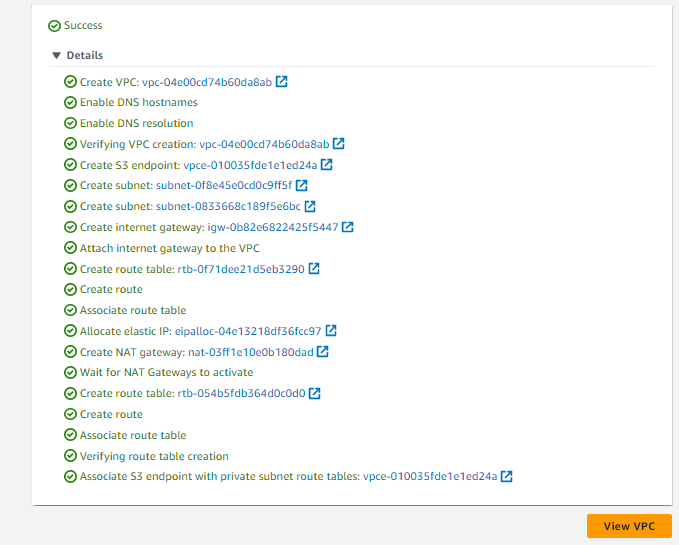 Success
Details
Create VPC: vpc-04e00cd74b60da8ab
Enable DNS hostnames
Enable DNS resolution
Verifying VPC creation: vpc-04e00cd74b60da8ab
Create S3 endpoint: vpce-010035fde1e1ed24a
Create subnet: subnet-0f8e45e0cd0c9ff5f
Create subnet: subnet-0833668c189f5e6bc
Create internet gateway: igw-0b82e6822425f5447
Attach internet gateway to the VPC
Create route table: rtb-0f71dee21d5eb3290
Create route
Associate route table
Allocate elastic IP: eipalloc-04e13218df36fcc97
Create NAT gateway: nat-03ff1e10e0b180dad
Wait for NAT Gateways to activate
Create route table: rtb-054b5fdb364d0c0d0
Create route
Associate route table
Verifying route table creation
Associate S3 endpoint with private subnet route tables: vpce-010035fde1e1ed24a
View VPC